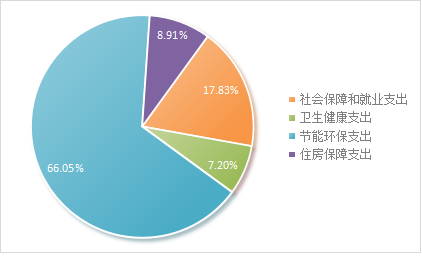 8.91%
17.83%
7.20%
66.05%
社会保障和就业支出
卫生健康支出
节能环保支出
住房保障支出